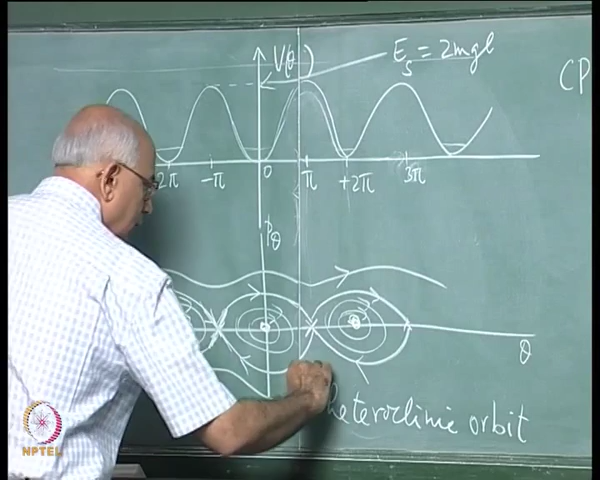 V(θ)
E_s = 2mgl
CP
2π
-π
0
π
+2π
3π
p_θ
θ
heteroclinic orbit
NPTEL